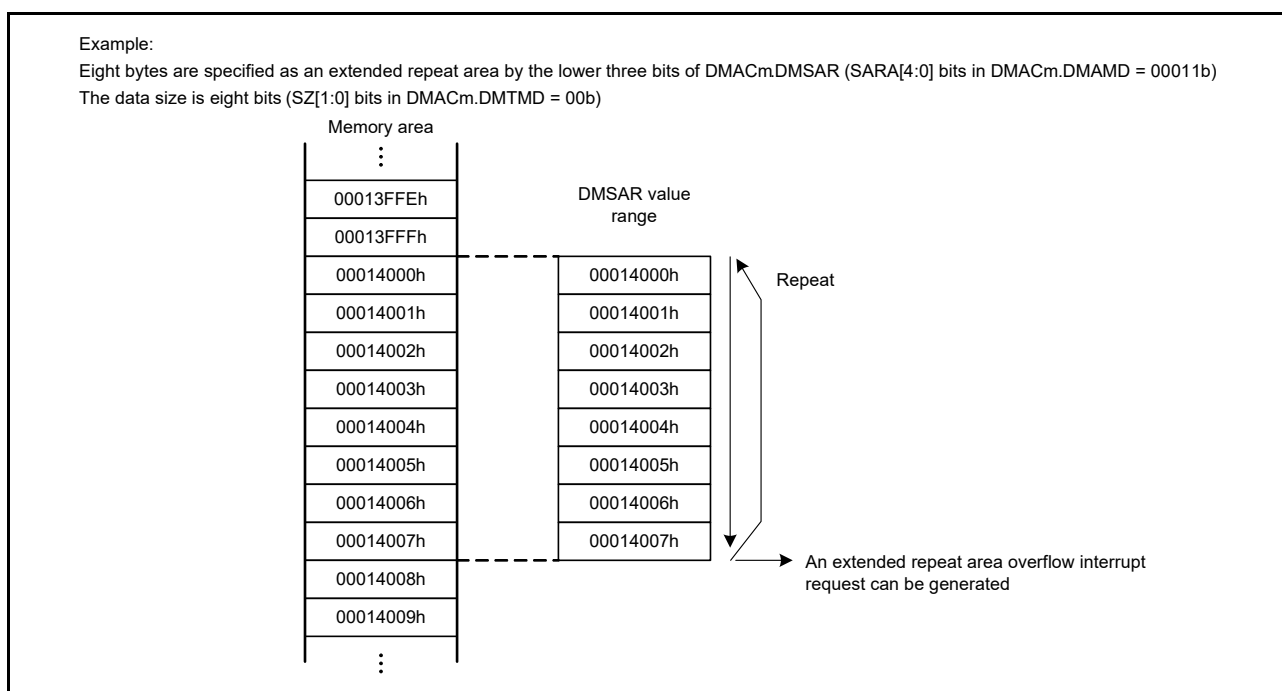 Example:
Eight bytes are specified as an extended repeat area by the lower three bits of DMACm.DMSAR (SARA[4:0] bits in DMACm.DMAMD = 00011b)
The data size is eight bits (SZ[1:0] bits in DMACm.DMTMD = 00b)
Memory area
⋮
00013FFEh
00013FFFh
00014000h
00014001h
00014002h
00014003h
00014004h
00014005h
00014006h
00014007h
00014008h
00014009h
⋮
DMSAR value
range
00014000h
00014001h
00014002h
00014003h
00014004h
00014005h
00014006h
00014007h
Repeat
An extended repeat area overflow interrupt
request can be generated